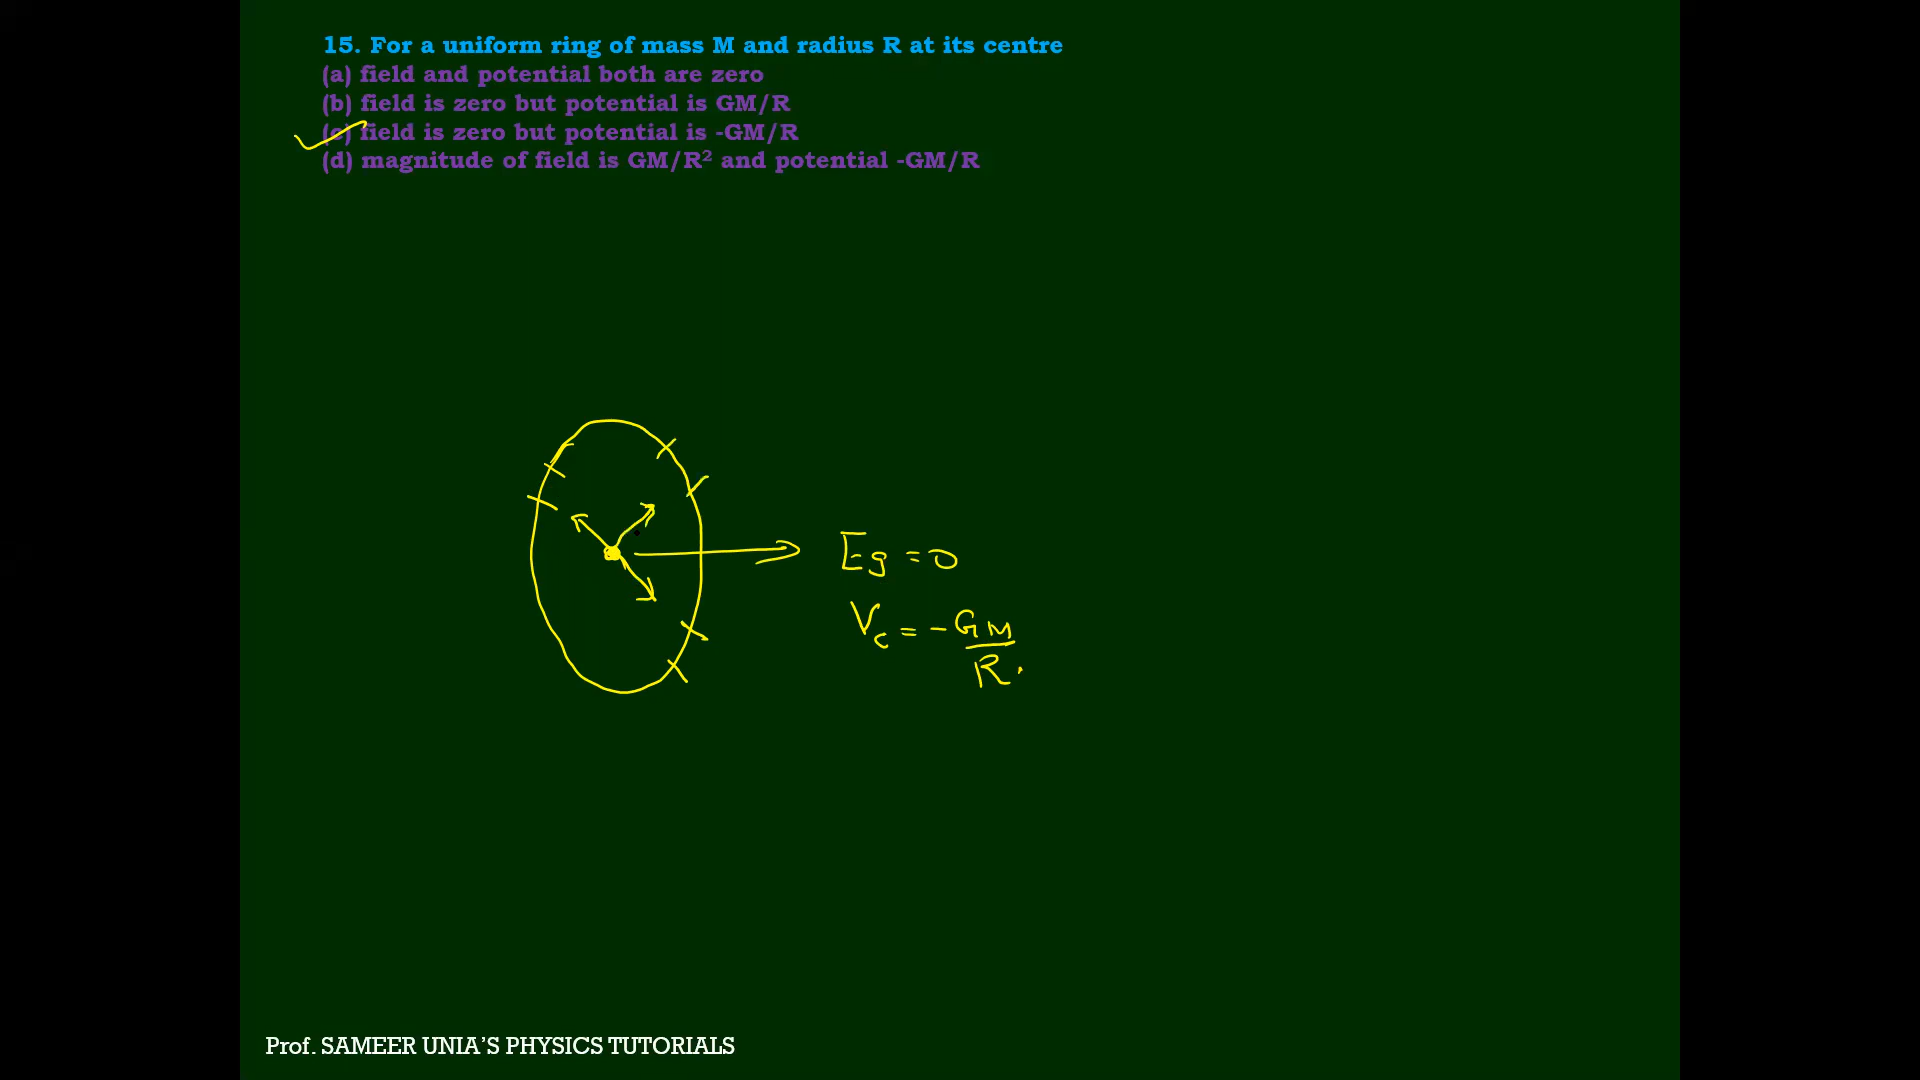 15. For a uniform ring of mass M and radius R at its centre
(a) field and potential both are zero
(b) field is zero but potential is GM/R
(c) field is zero but potential is -GM/R
(d) magnitude of field is GM/R² and potential -GM/R
Eg = 0
Vc = - GM/R.
Prof. SAMEER UNIA'S PHYSICS TUTORIALS